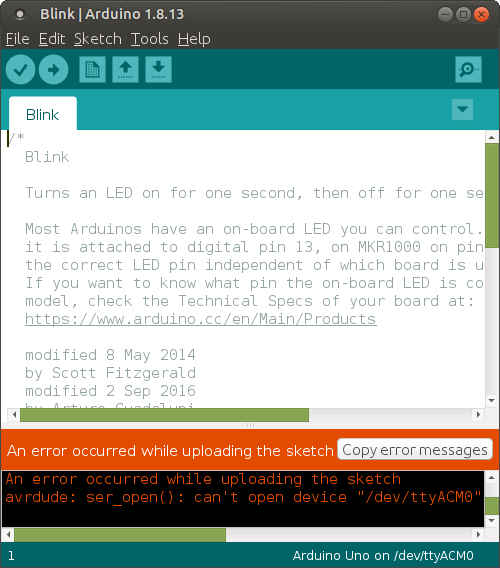 Blink | Arduino 1.8.13
File Edit Sketch Tools Help
Blink
/*
Blink
Turns an LED on for one second, then off for one se
Most Arduinos have an on-board LED you can control.
it is attached to digital pin 13, on MKR1000 on pin
the correct LED pin independent of which board is u
If you want to know what pin the on-board LED is co
model, check the Technical Specs of your board at:
https://www.arduino.cc/en/Main/Products
modified 8 May 2014
by Scott Fitzgerald
modified 2 Sep 2016
by Arturo Guadalupi
An error occurred while uploading the sketch Copy error messages
An error occurred while uploading the sketch
avrdude: ser_open(): can't open device "/dev/ttyACM0"
1 Arduino Uno on /dev/ttyACM0